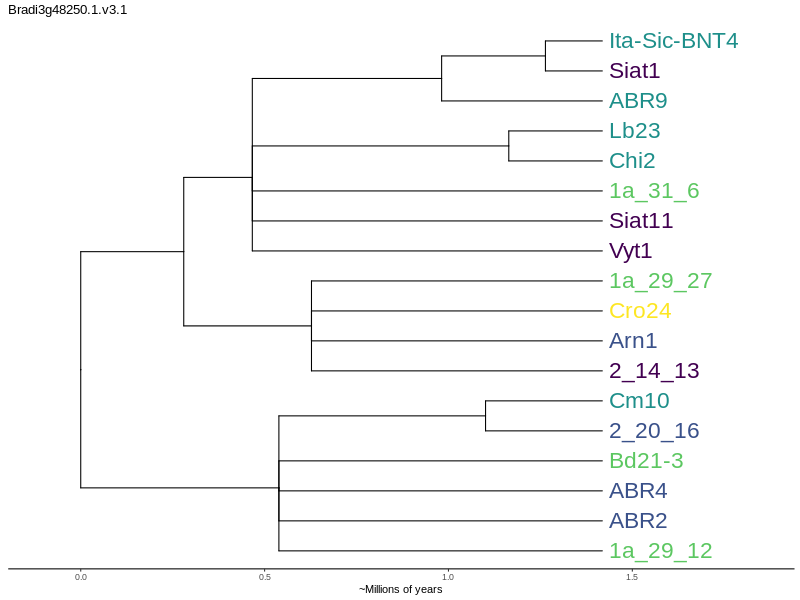 Bradi3g48250.1.v3.1
Ita-Sic-BNT4
Siat1
ABR9
Lb23
Chi2
1a_31_6
Siat11
Vyt1
1a_29_27
Cro24
Arn1
2_14_13
Cm10
2_20_16
Bd21-3
ABR4
ABR2
1a_29_12
0.0 0.5 1.0 1.5
~Millions of years